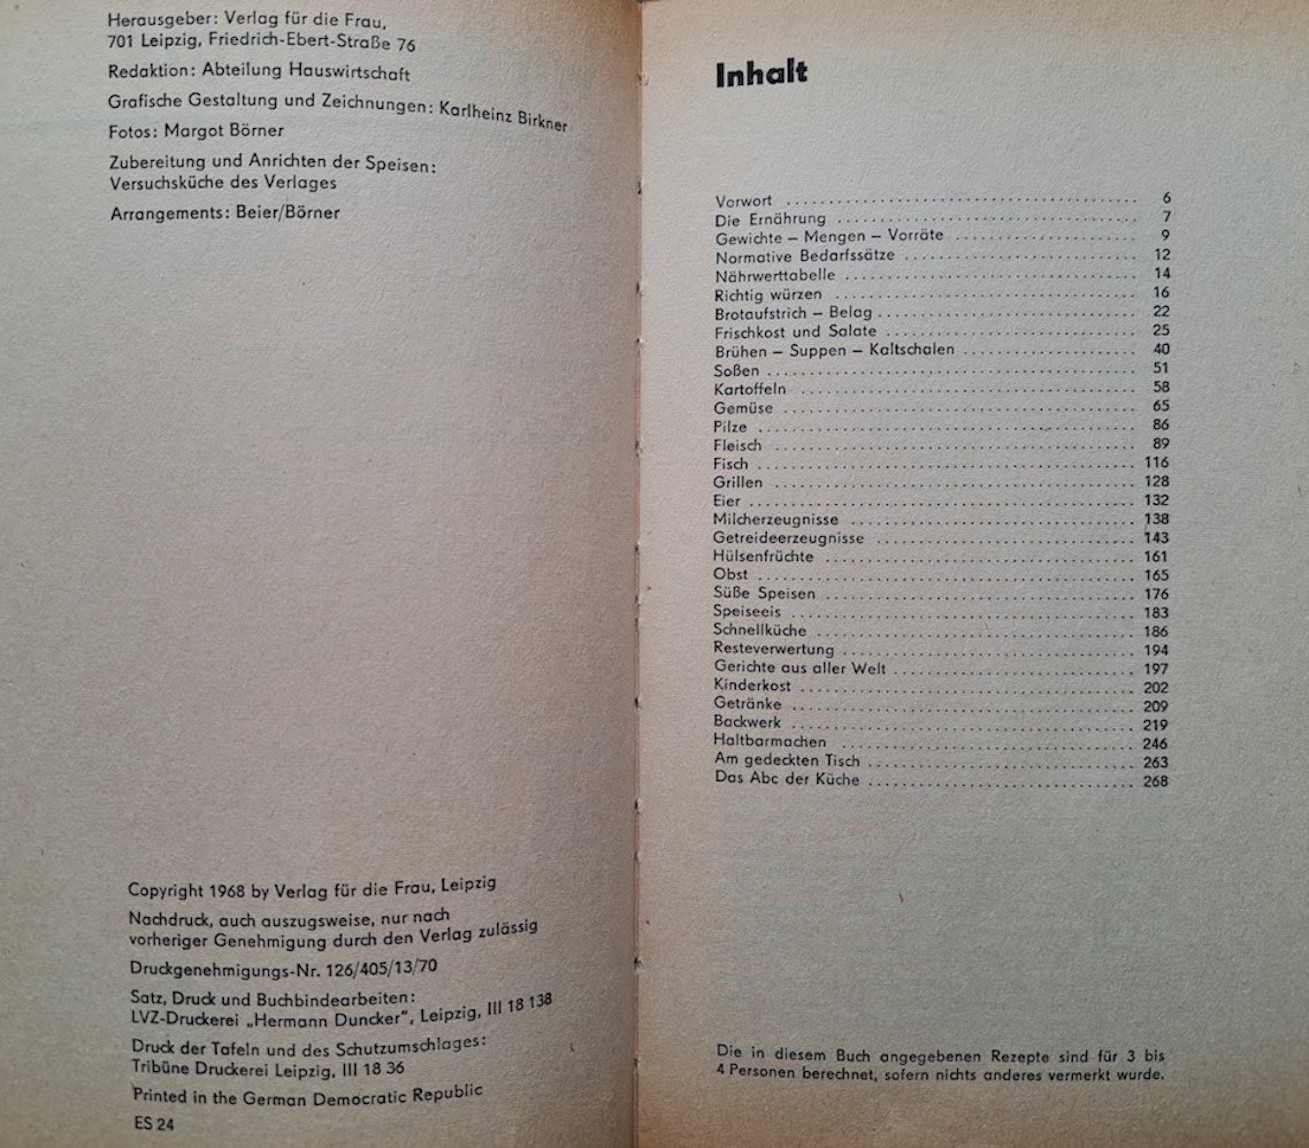 Herausgeber: Verlag für die Frau,
701 Leipzig, Friedrich-Ebert-Straße 76
Redaktion: Abteilung Hauswirtschaft
Grafische Gestaltung und Zeichnungen: Karlheinz Birkner
Fotos: Margot Börner
Zubereitung und Anrichten der Speisen:
Versuchsküche des Verlages
Arrangements: Beier/Börner
Copyright 1968 by Verlag für die Frau, Leipzig
Nachdruck, auch auszugsweise, nur nach
vorheriger Genehmigung durch den Verlag zulässig
Druckgenehmigungs-Nr. 126/405/13/70
Satz, Druck und Buchbindearbeiten:
LVZ-Druckerei „Hermann Duncker“, Leipzig, III 18 138
Druck der Tafeln und des Schutzumschlages:
Tribüne Druckerei Leipzig, III 18 36
Printed in the German Democratic Republic
ES 24
Inhalt
Vorwort ........ 6
Die Ernährung ........ 7
Gewichte – Mengen – Vorräte ........ 9
Normative Bedarfssätze ........ 12
Nährwerttabelle ........ 14
Richtig würzen ........ 16
Brotaufstrich – Belag ........ 22
Frischkost und Salate ........ 25
Brühen – Suppen – Kaltschalen ........ 40
Soßen ........ 51
Kartoffeln ........ 58
Gemüse ........ 65
Pilze ........ 86
Fleisch ........ 89
Fisch ........ 116
Grillen ........ 128
Eier ........ 132
Milcherzeugnisse ........ 138
Getreideerzeugnisse ........ 143
Hülsenfrüchte ........ 161
Obst ........ 165
Süße Speisen ........ 176
Speiseeis ........ 183
Schnellküche ........ 186
Resteverwertung ........ 194
Gerichte aus aller Welt ........ 197
Kinderkost ........ 202
Getränke ........ 209
Backwerk ........ 219
Haltbarmachen ........ 246
Am gedeckten Tisch ........ 263
Das Abc der Küche ........ 268
Die in diesem Buch angegebenen Rezepte sind für 3 bis
4 Personen berechnet, sofern nichts anderes vermerkt wurde.